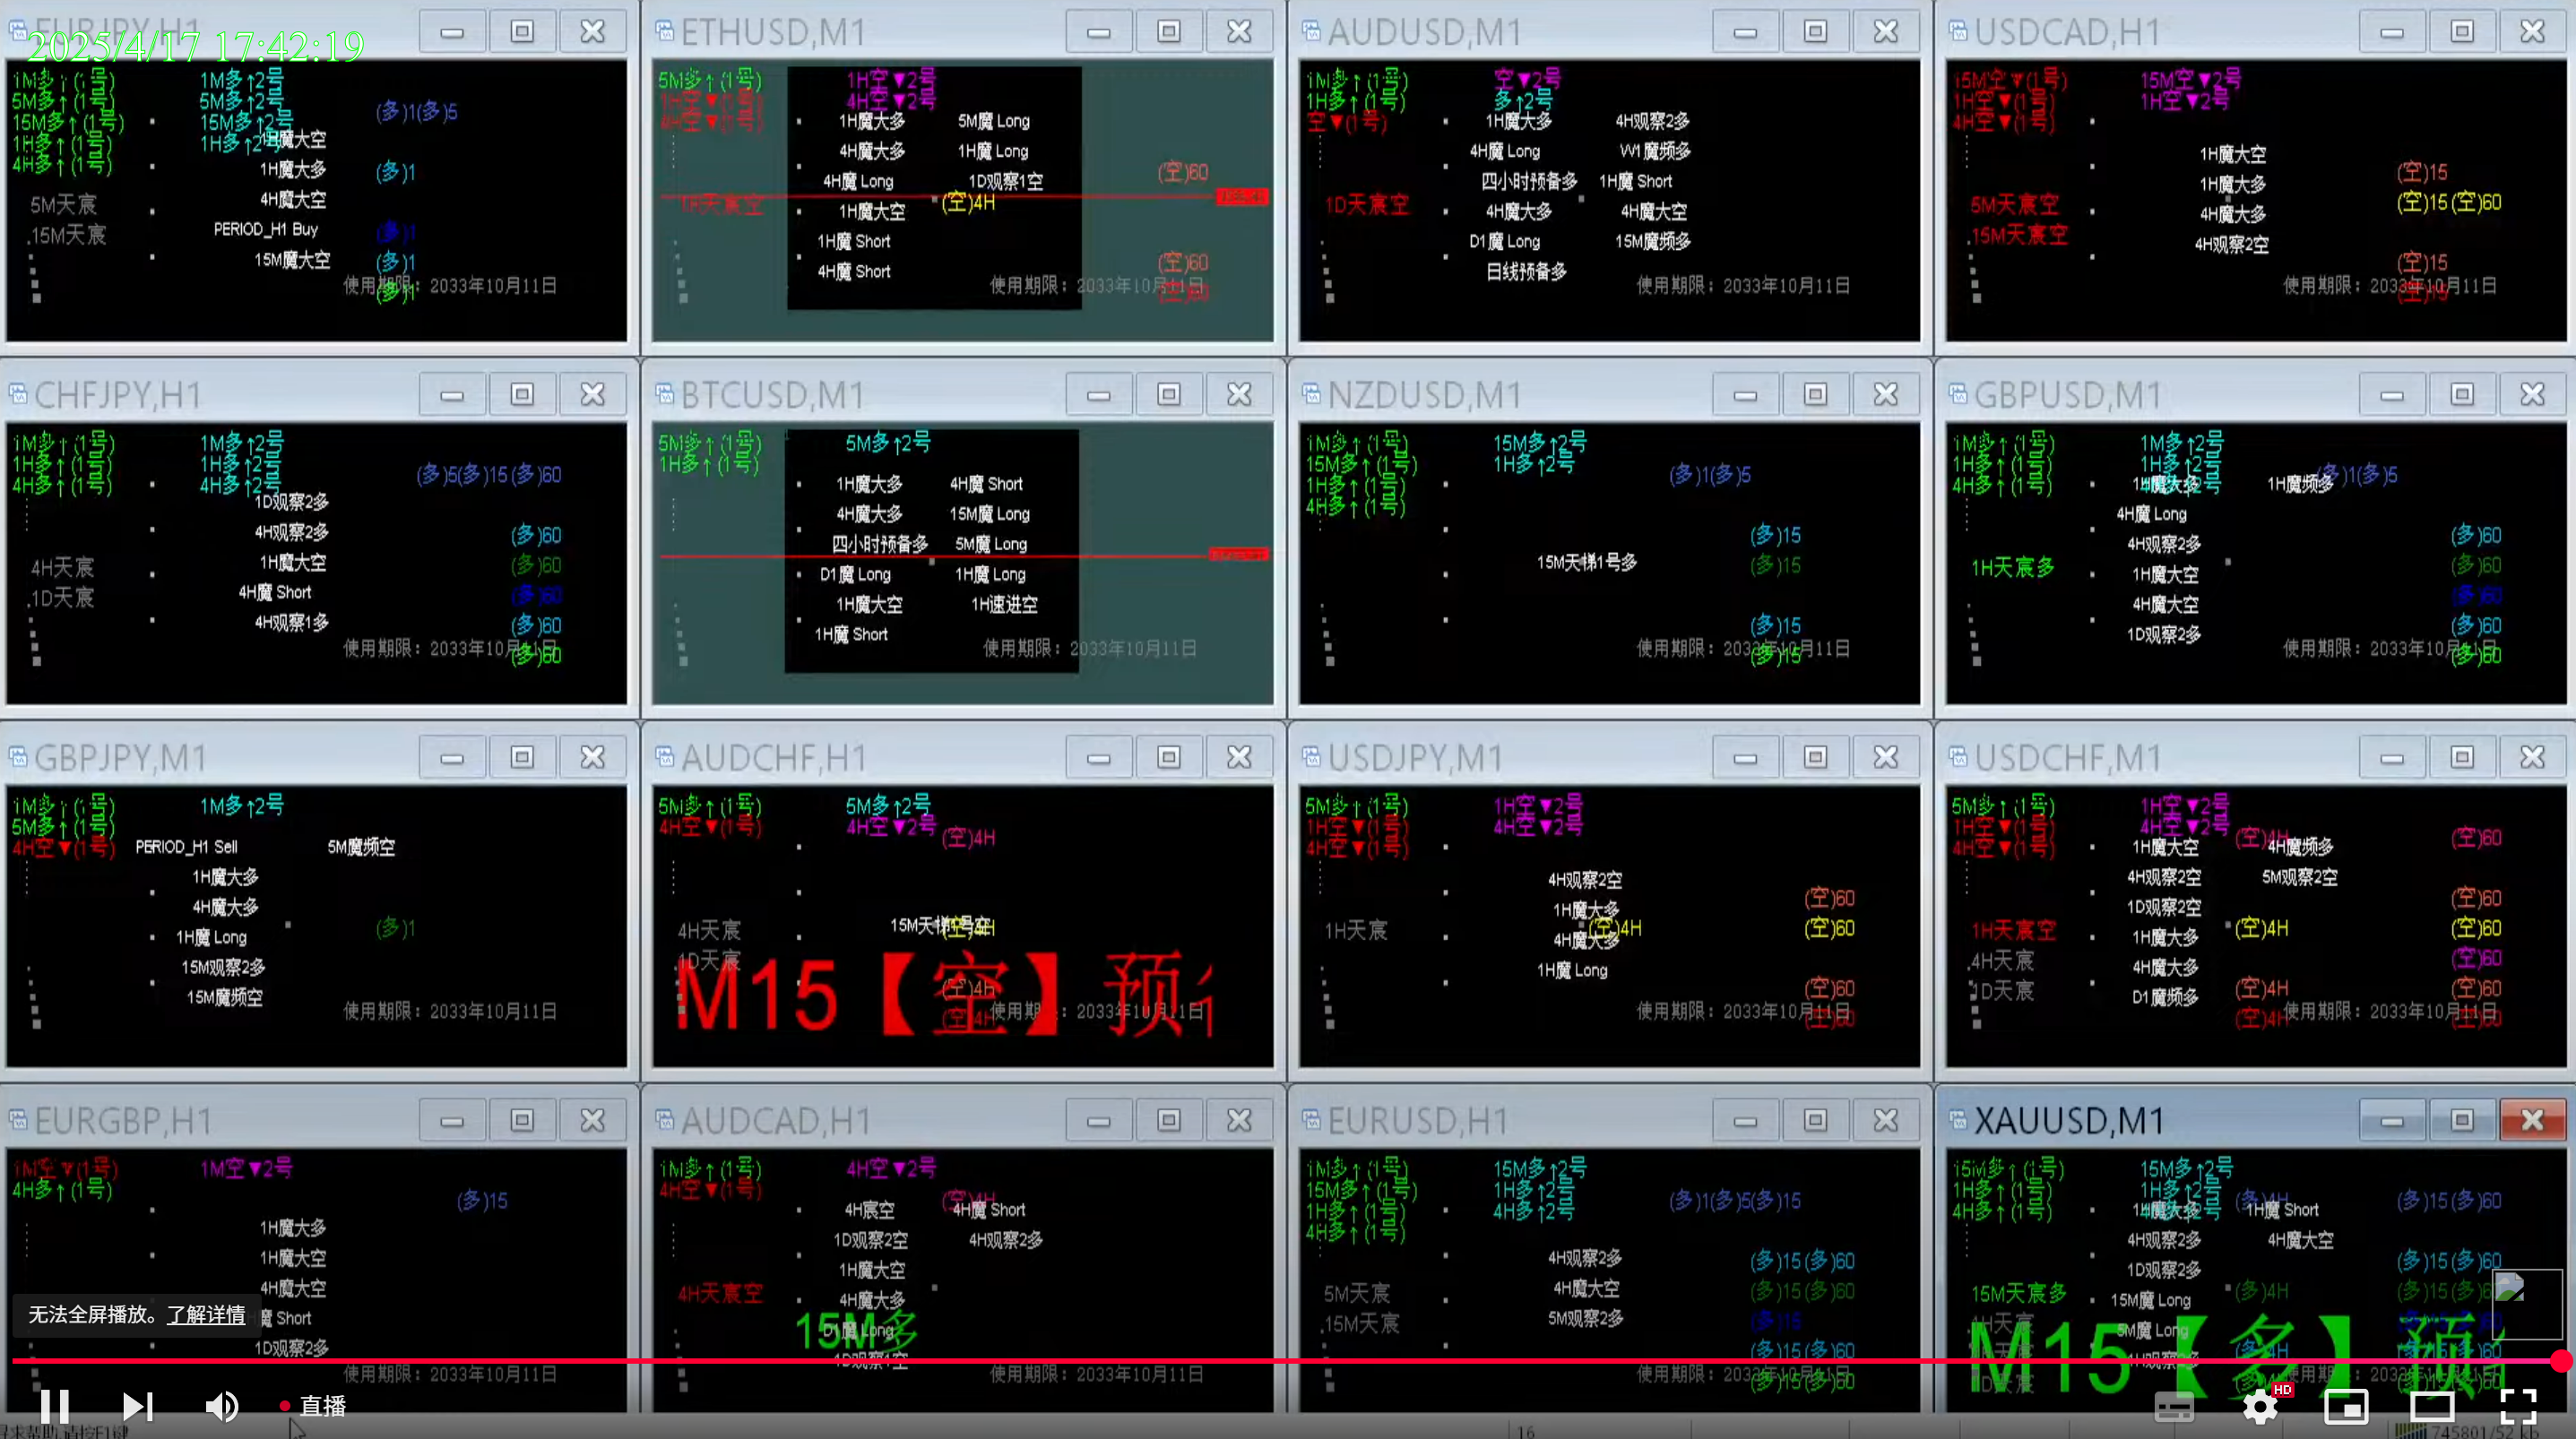 EURJPY,H1
2025/4/17 17:42:19
1M多↑(1号) 1M多↑2号
5M多↑(1号) 5M多↑2号
(多)1(多)5
15M多↑(1号) 15M多↑2号
1H多↑(1号) 1H多↑2号
1H魔大空
4H多↑(1号)
1H魔大多 (多)1
5M天宸 4H魔大空
15M天宸 PERIOD_H1 Buy (多)1
15M魔大空 (多)1
使用期限：2033年10月11日
(多)1
ETHUSD,M1
5M多↑(1号) 1H空▼2号
1H空▼(1号) 4H空▼2号
4H空▼(1号) 1H魔大多 5M魔 Long
4H魔大多 1H魔 Long
(空)60
4H魔 Long 1D观察1空
1H天宸空 1H魔大空 (空)4H
1H魔 Short
(空)60
4H魔 Short
使用期限：2033年10月11日
(空)60
AUDUSD,M1
1M多↑(1号) 空▼2号
1H多↑(1号) 多↑2号
空▼(1号) 1H魔大多 4H观察2多
4H魔 Long VV1魔频多
四小时预备多 1H魔 Short
1D天宸空 4H魔大多 4H魔大空
D1魔 Long 15M魔频多
日线预备多
使用期限：2033年10月11日
USDCAD,H1
15M空▼(1号) 15M空▼2号
1H空▼(1号) 1H空▼2号
4H空▼(1号)
1H魔大空
(空)15
1H魔大多
5M天宸空 4H魔大多 (空)15(空)60
15M天宸空 4H观察2空
(空)15
使用期限：2033年10月11日
(空)15
CHFJPY,H1
1M多↑(1号) 1M多↑2号
1H多↑(1号) 1H多↑2号 (多)5(多)15(多)60
4H多↑(1号) 4H多↑2号
1D观察2多
4H观察2多 (多)60
4H天宸 1H魔大空 (多)60
1D天宸 4H魔 Short (多)60
4H观察1多 (多)60
使用期限：2033年10月11日
(多)60
BTCUSD,M1
5M多↑(1号) 5M多↑2号
1H多↑(1号)
1H魔大多 4H魔 Short
4H魔大多 15M魔 Long
四小时预备多 5M魔 Long
D1魔 Long 1H魔 Long
1H魔大空 1H速进空
1H魔 Short
使用期限：2033年10月11日
NZDUSD,M1
1M多↑(1号) 15M多↑2号
15M多↑(1号) 1H多↑2号 (多)1(多)5
1H多↑(1号)
4H多↑(1号)
(多)15
15M天梯1号多 (多)15
(多)15
使用期限：2033年10月11日
(多)15
GBPUSD,M1
1M多↑(1号) 1M多↑2号
1H多↑(1号) 1H多↑2号 (多)1(多)5
4H多↑(1号) 1H魔大多 1H魔频多
4H魔 Long
4H观察2多 (多)60
1H天宸多 1H魔大空 (多)60
4H魔大空 (多)60
1D观察2多 (多)60
使用期限：2033年10月11日
(多)60
GBPJPY,M1
1M多↑(1号) 1M多↑2号
5M多↑(1号)
4H空▼(1号) PERIOD_H1 Sell 5M魔频空
1H魔大多
4H魔大多
1H魔 Long (多)1
15M观察2多
15M魔频空
使用期限：2033年10月11日
AUDCHF,H1
5M多↑(1号) 5M多↑2号
4H空▼(1号) 4H空▼2号 (空)4H
4H天宸 (空)4H
1D天宸
M15【空】预
(空)4H
使用期限：2033年10月11日
(空)4H
USDJPY,M1
5M多↑(1号) 1H空▼2号
1H空▼(1号) 4H空▼2号
4H空▼(1号)
4H观察2空
1H魔大多 (空)60
1H天宸 4H魔大多 (空)4H (空)60
1H魔 Long
(空)60
使用期限：2033年10月11日
(空)60
USDCHF,M1
5M多↑(1号) 1H空▼2号
1H空▼(1号) 4H空▼2号 (空)4H (空)60
4H空▼(1号) 1H魔大空 4H魔频多
4H观察2空 5M观察2空
1D观察2空 (空)60
1H天宸空 1H魔大多 (空)4H (空)60
4H天宸 4H魔大多 (空)60
1D天宸 D1魔频多 (空)4H (空)60
(空)4H 使用期限：2033年10月11日
(空)60
EURGBP,H1
1M空▼(1号) 1M空▼2号
4H多↑(1号) (多)15
1H魔大多
1H魔大空
4H魔大空
魔 Short
1D观察2多
使用期限：2033年10月11日
AUDCAD,H1
1M多↑(1号) 4H空▼2号
4H空▼(1号) (空)4H
4H宸空 4H魔 Short
1D观察2空 4H观察2多
1H魔大空
4H天宸空 4H魔大多
15M多
D1魔 Long
1D观察1空
使用期限：2033年10月11日
EURUSD,H1
1M多↑(1号) 15M多↑2号
15M多↑(1号) 1H多↑2号 (多)1(多)5(多)15
1H多↑(1号) 4H多↑2号
4H多↑(1号)
4H观察2多 (多)15(多)60
5M天宸 4H魔大空 (多)15(多)60
15M天宸 5M观察2多 (多)15
(多)15(多)60
使用期限：2033年10月11日
(多)15(多)60
XAUUSD,M1
15M多↑(1号) 15M多↑2号
1H多↑(1号) 1H多↑2号 (多)4H (多)15(多)60
4H多↑(1号) 1H魔大多 1H魔 Short
4H观察2多 4H魔大空
1D观察2多 (多)15(多)60
15M天宸多 15M魔 Long (多)4H
4H天宸 5M魔 Long
M15【多】预
使用期限：2033年10月11日
无法全屏播放。了解详情
直播
HD
16
745801/52 kb